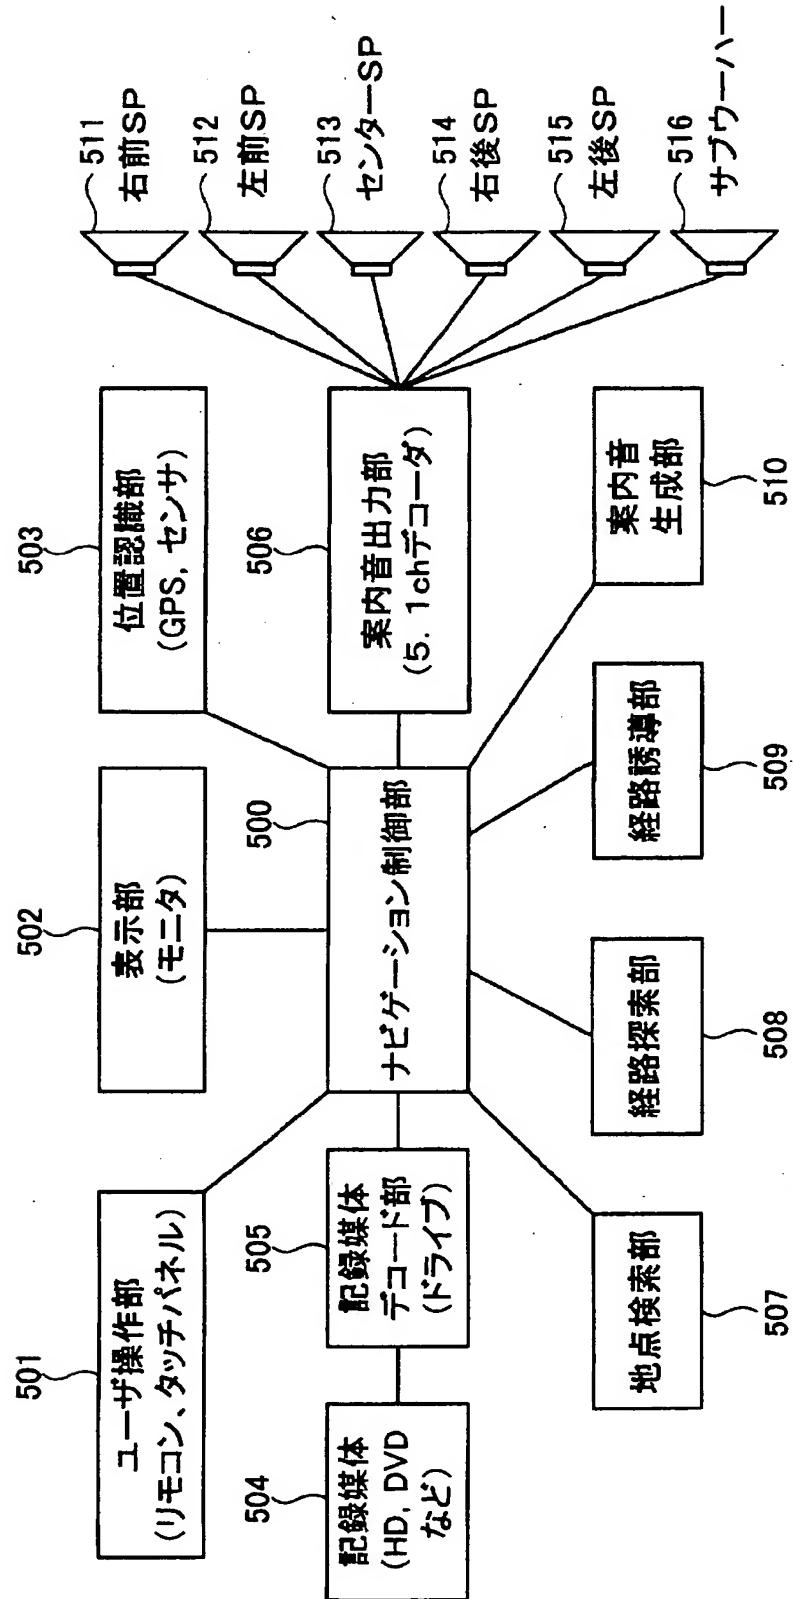 501
ユーザ操作部
(リモコン、タッチパネル)
502
表示部
(モニタ)
503
位置認識部
(GPS, センサ)
504
記録媒体
(HD, DVD
など)
505
記録媒体
デコード部
(ドライブ)
500
ナビゲーション制御部
506
案内音出力部
(5. 1chデコーダ)
地点検索部
507
経路探索部
508
経路誘導部
509
案内音
生成部
510
511
右前SP
512
左前SP
513
センターSP
514
右後SP
515
左後SP
516
サブウーハー